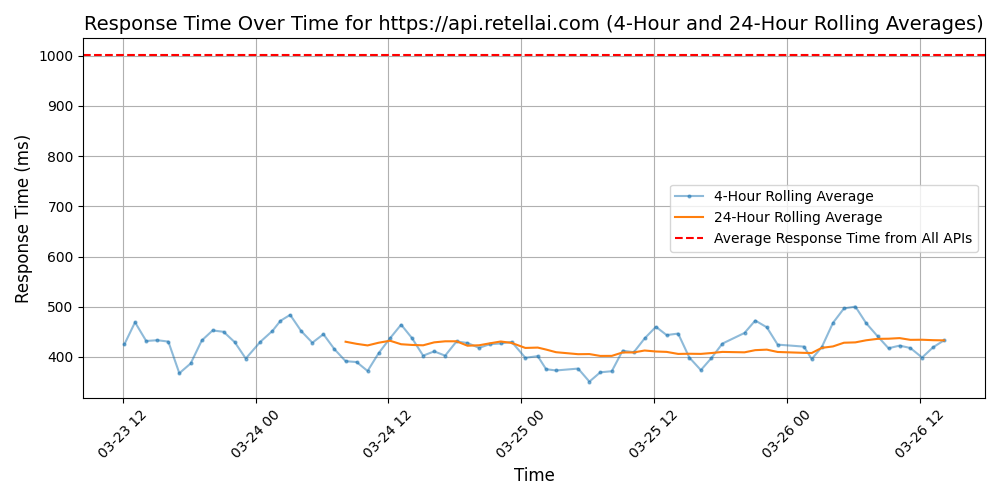 Response Time Over Time for https://api.retellai.com (4-Hour and 24-Hour Rolling Averages)
Response Time (ms)
1000
900
800
700
600
500
400
4-Hour Rolling Average
24-Hour Rolling Average
Average Response Time from All APIs
03-23 12
03-24 00
03-24 12
03-25 00
03-25 12
03-26 00
03-26 12
Time